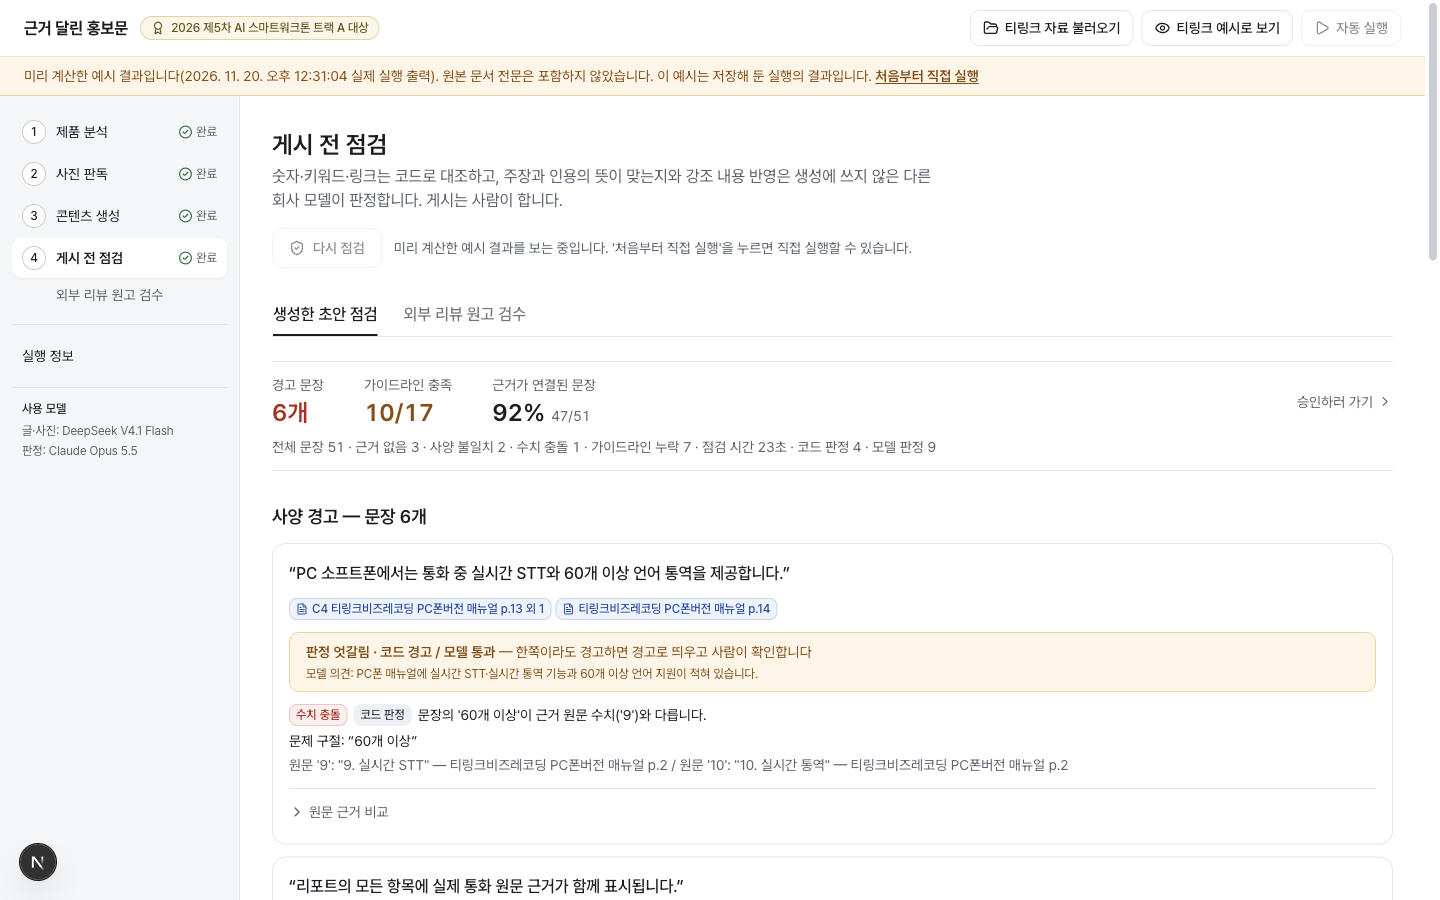 근거 달린 홍보문
2026 제5차 AI 스마트워크톤 트랙 A 대상
티링크 자료 불러오기
티링크 예시로 보기
자동 실행
미리 계산한 예시 결과입니다(2026. 11. 20. 오후 12:31:04 실제 실행 출력). 원본 문서 전문은 포함하지 않았습니다. 이 예시는 저장해 둔 실행의 결과입니다. 처음부터 직접 실행
1 제품 분석 완료
2 사진 판독 완료
3 콘텐츠 생성 완료
4 게시 전 점검 완료
외부 리뷰 원고 검수
실행 정보
사용 모델
글·사진: DeepSeek V4.1 Flash
판정: Claude Opus 5.5
게시 전 점검
숫자·키워드·링크는 코드로 대조하고, 주장과 인용의 뜻이 맞는지와 강조 내용 반영은 생성에 쓰지 않은 다른
회사 모델이 판정합니다. 게시는 사람이 합니다.
다시 점검
미리 계산한 예시 결과를 보는 중입니다. '처음부터 직접 실행'을 누르면 직접 실행할 수 있습니다.
생성한 초안 점검
외부 리뷰 원고 검수
경고 문장 가이드라인 충족 근거가 연결된 문장
6개 10/17 92% 47/51
승인하러 가기
전체 문장 51 · 근거 없음 3 · 사양 불일치 2 · 수치 충돌 1 · 가이드라인 누락 7 · 점검 시간 23초 · 코드 판정 4 · 모델 판정 9
사양 경고 — 문장 6개
“PC 소프트폰에서는 통화 중 실시간 STT와 60개 이상 언어 통역을 제공합니다.”
C4 티링크비즈레코딩 PC폰버전 매뉴얼 p.13 외 1
티링크비즈레코딩 PC폰버전 매뉴얼 p.14
판정 엇갈림 · 코드 경고 / 모델 통과 — 한쪽이라도 경고하면 경고로 띄우고 사람이 확인합니다
모델 의견: PC폰 매뉴얼에 실시간 STT·실시간 통역 기능과 60개 이상 언어 지원이 적혀 있습니다.
수치 충돌 코드 판정 문장의 '60개 이상'이 근거 원문 수치('9')와 다릅니다.
문제 구절: “60개 이상”
원문 '9': "9. 실시간 STT" — 티링크비즈레코딩 PC폰버전 매뉴얼 p.2 / 원문 '10': "10. 실시간 통역" — 티링크비즈레코딩 PC폰버전 매뉴얼 p.2
원문 근거 비교
“리포트의 모든 항목에 실제 통화 원문 근거가 함께 표시됩니다.”
N